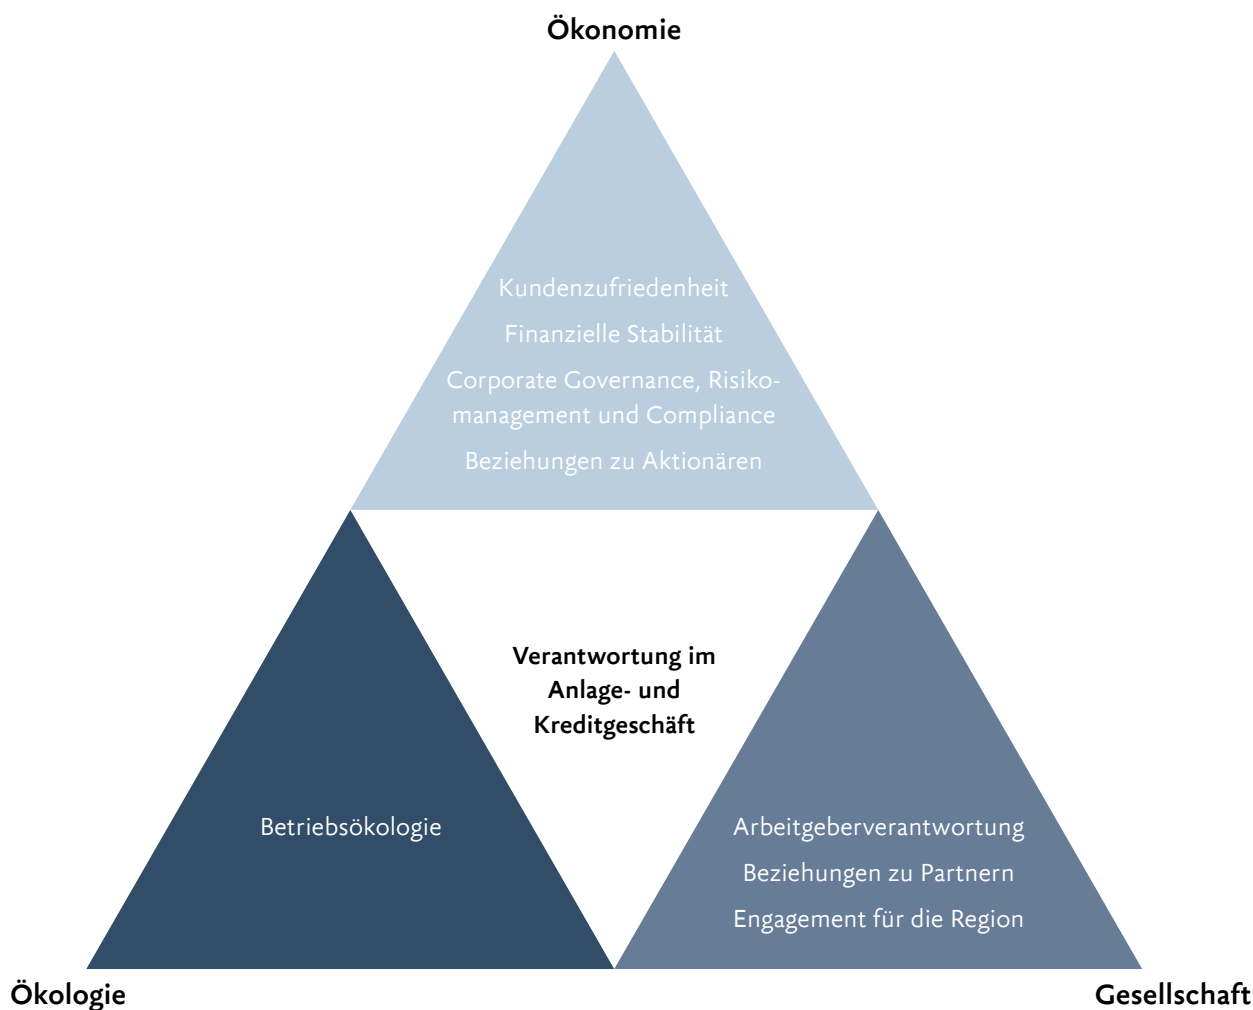 Ökonomie
Kundenzufriedenheit
Finanzielle Stabilität
Corporate Governance, Risiko-
management und Compliance
Beziehungen zu Aktionären
Verantwortung im
Anlage- und
Kreditgeschäft
Betriebsökologie
Arbeitgeberverantwortung
Beziehungen zu Partnern
Engagement für die Region
Ökologie
Gesellschaft